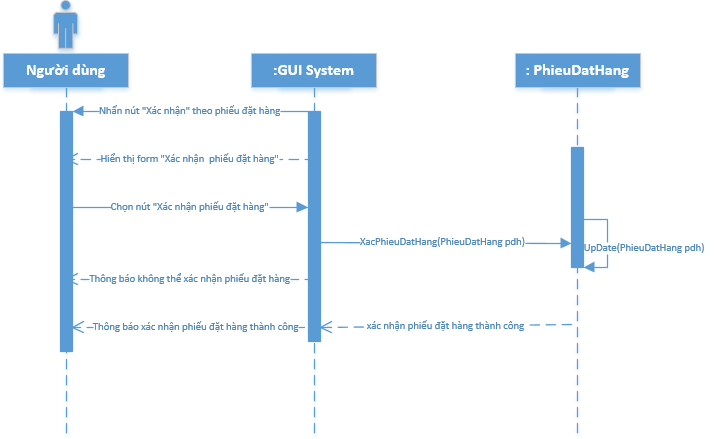 Người dùng
:GUI System
: PhieuDatHang
Nhấn nút "Xác nhận" theo phiếu đặt hàng
Hiển thị form "Xác nhận phiếu đặt hàng"
Chọn nút "Xác nhận phiếu đặt hàng"
XacPhieuDatHang(PhieuDatHang pdh)
UpDate(PhieuDatHang pdh)
Thông báo không thể xác nhận phiếu đặt hàng
Thông báo xác nhận phiếu đặt hàng thành công
xác nhận phiếu đặt hàng thành công